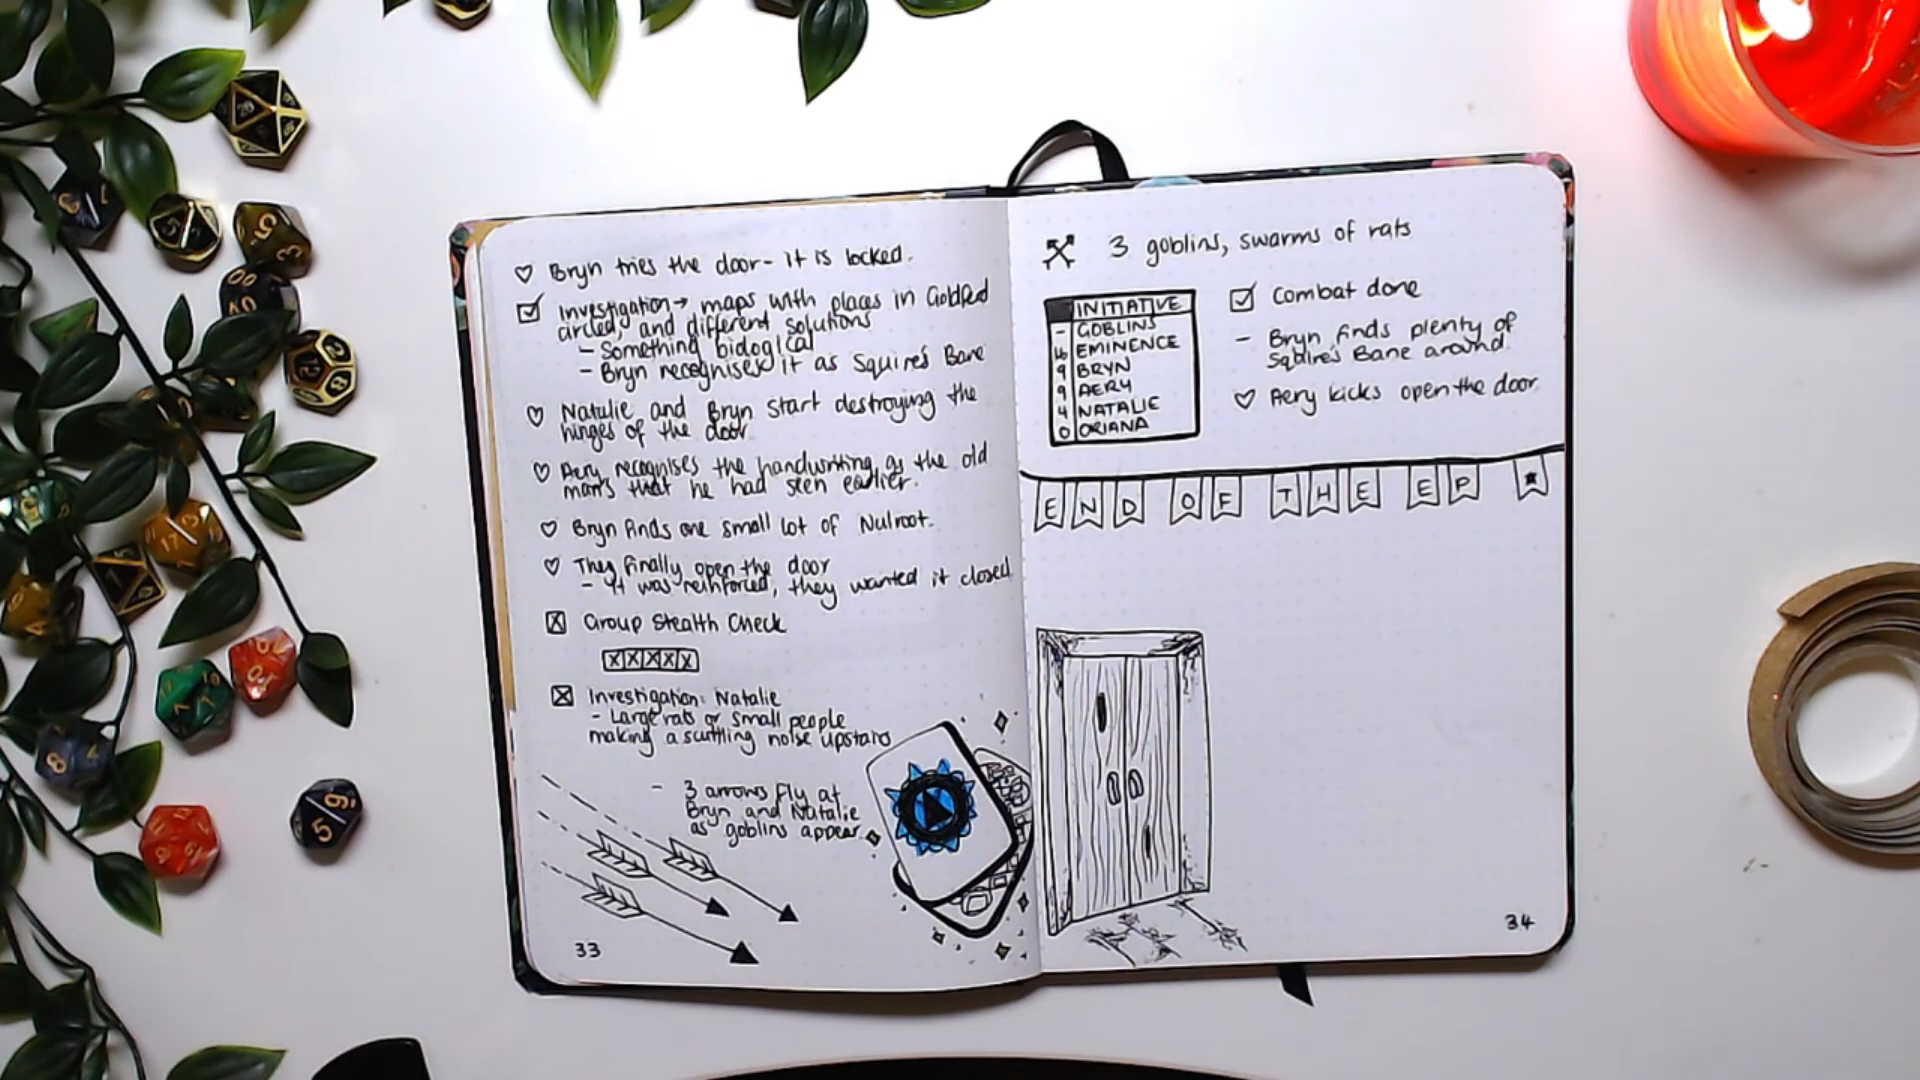 ♡ Bryn tries the door - it is locked.
☑ Investigation → maps with places in Goldred
circled, and different solutions
- Something biological
- Bryn recognises it as Squire's Bane
♡ Natalie and Bryn start destroying the
hinges of the door.
♡ Aery recognises the handwriting as the old
man's that he had seen earlier.
♡ Bryn finds one small lot of Nulroot.
♡ They finally open the door
- It was reinforced, they wanted it closed.
☒ Group Stealth Check
☒☒☒☒☒
☒ Investigation: Natalie
- Large rats or small people
making a scuttling noise upstairs
- 3 arrows fly at
Bryn and Natalie
as goblins appear.
33
3 goblins, swarms of rats
INITIATIVE
- GOBLINS
16 EMINENCE
9 BRYN
9 AERY
4 NATALIE
0 ORIANA
☑ Combat done
- Bryn finds plenty of
Squire's Bane around.
♡ Aery kicks open the door.
END OF THE EP
34